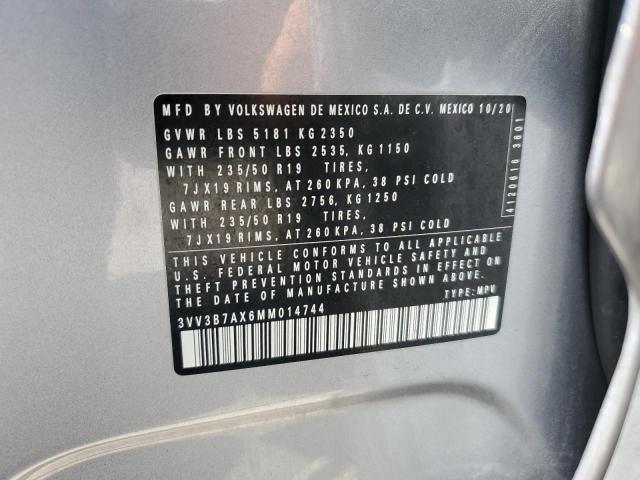 MFD BY VOLKSWAGEN DE MEXICO S.A. DE C.V. MEXICO 10/20
GVWR LBS 5181 KG 2350
GAWR FRONT LBS 2535, KG 1150
WITH 235/50 R19 TIRES,
7JX19 RIMS, AT 260 KPA, 38 PSI COLD
GAWR REAR LBS 2756, KG 1250
WITH 235/50 R19 TIRES,
7JX19 RIMS, AT 260 KPA, 38 PSI COLD
THIS VEHICLE CONFORMS TO ALL APPLICABLE
U.S. FEDERAL MOTOR VEHICLE SAFETY AND
THEFT PREVENTION STANDARDS IN EFFECT ON
THE DATE OF MANUFACTURE SHOWN ABOVE.
3VV3B7AX6MM014744 TYPE: MPV
4120616 3601